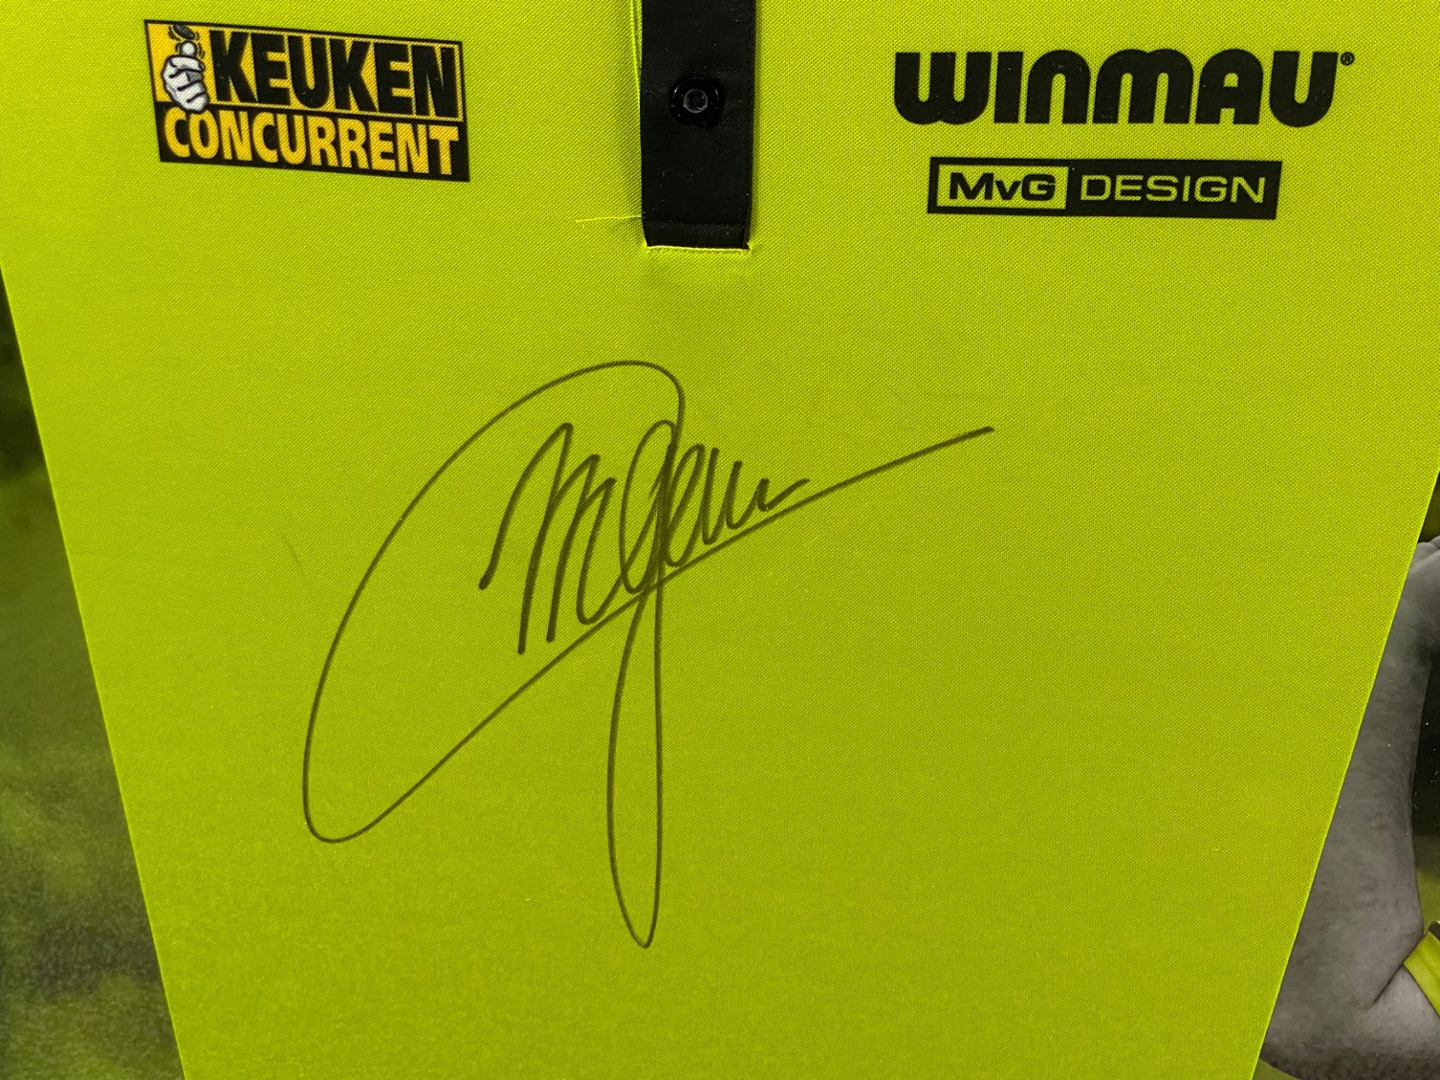 KEUKEN
CONCURRENT
WINMAU®
MvG DESIGN